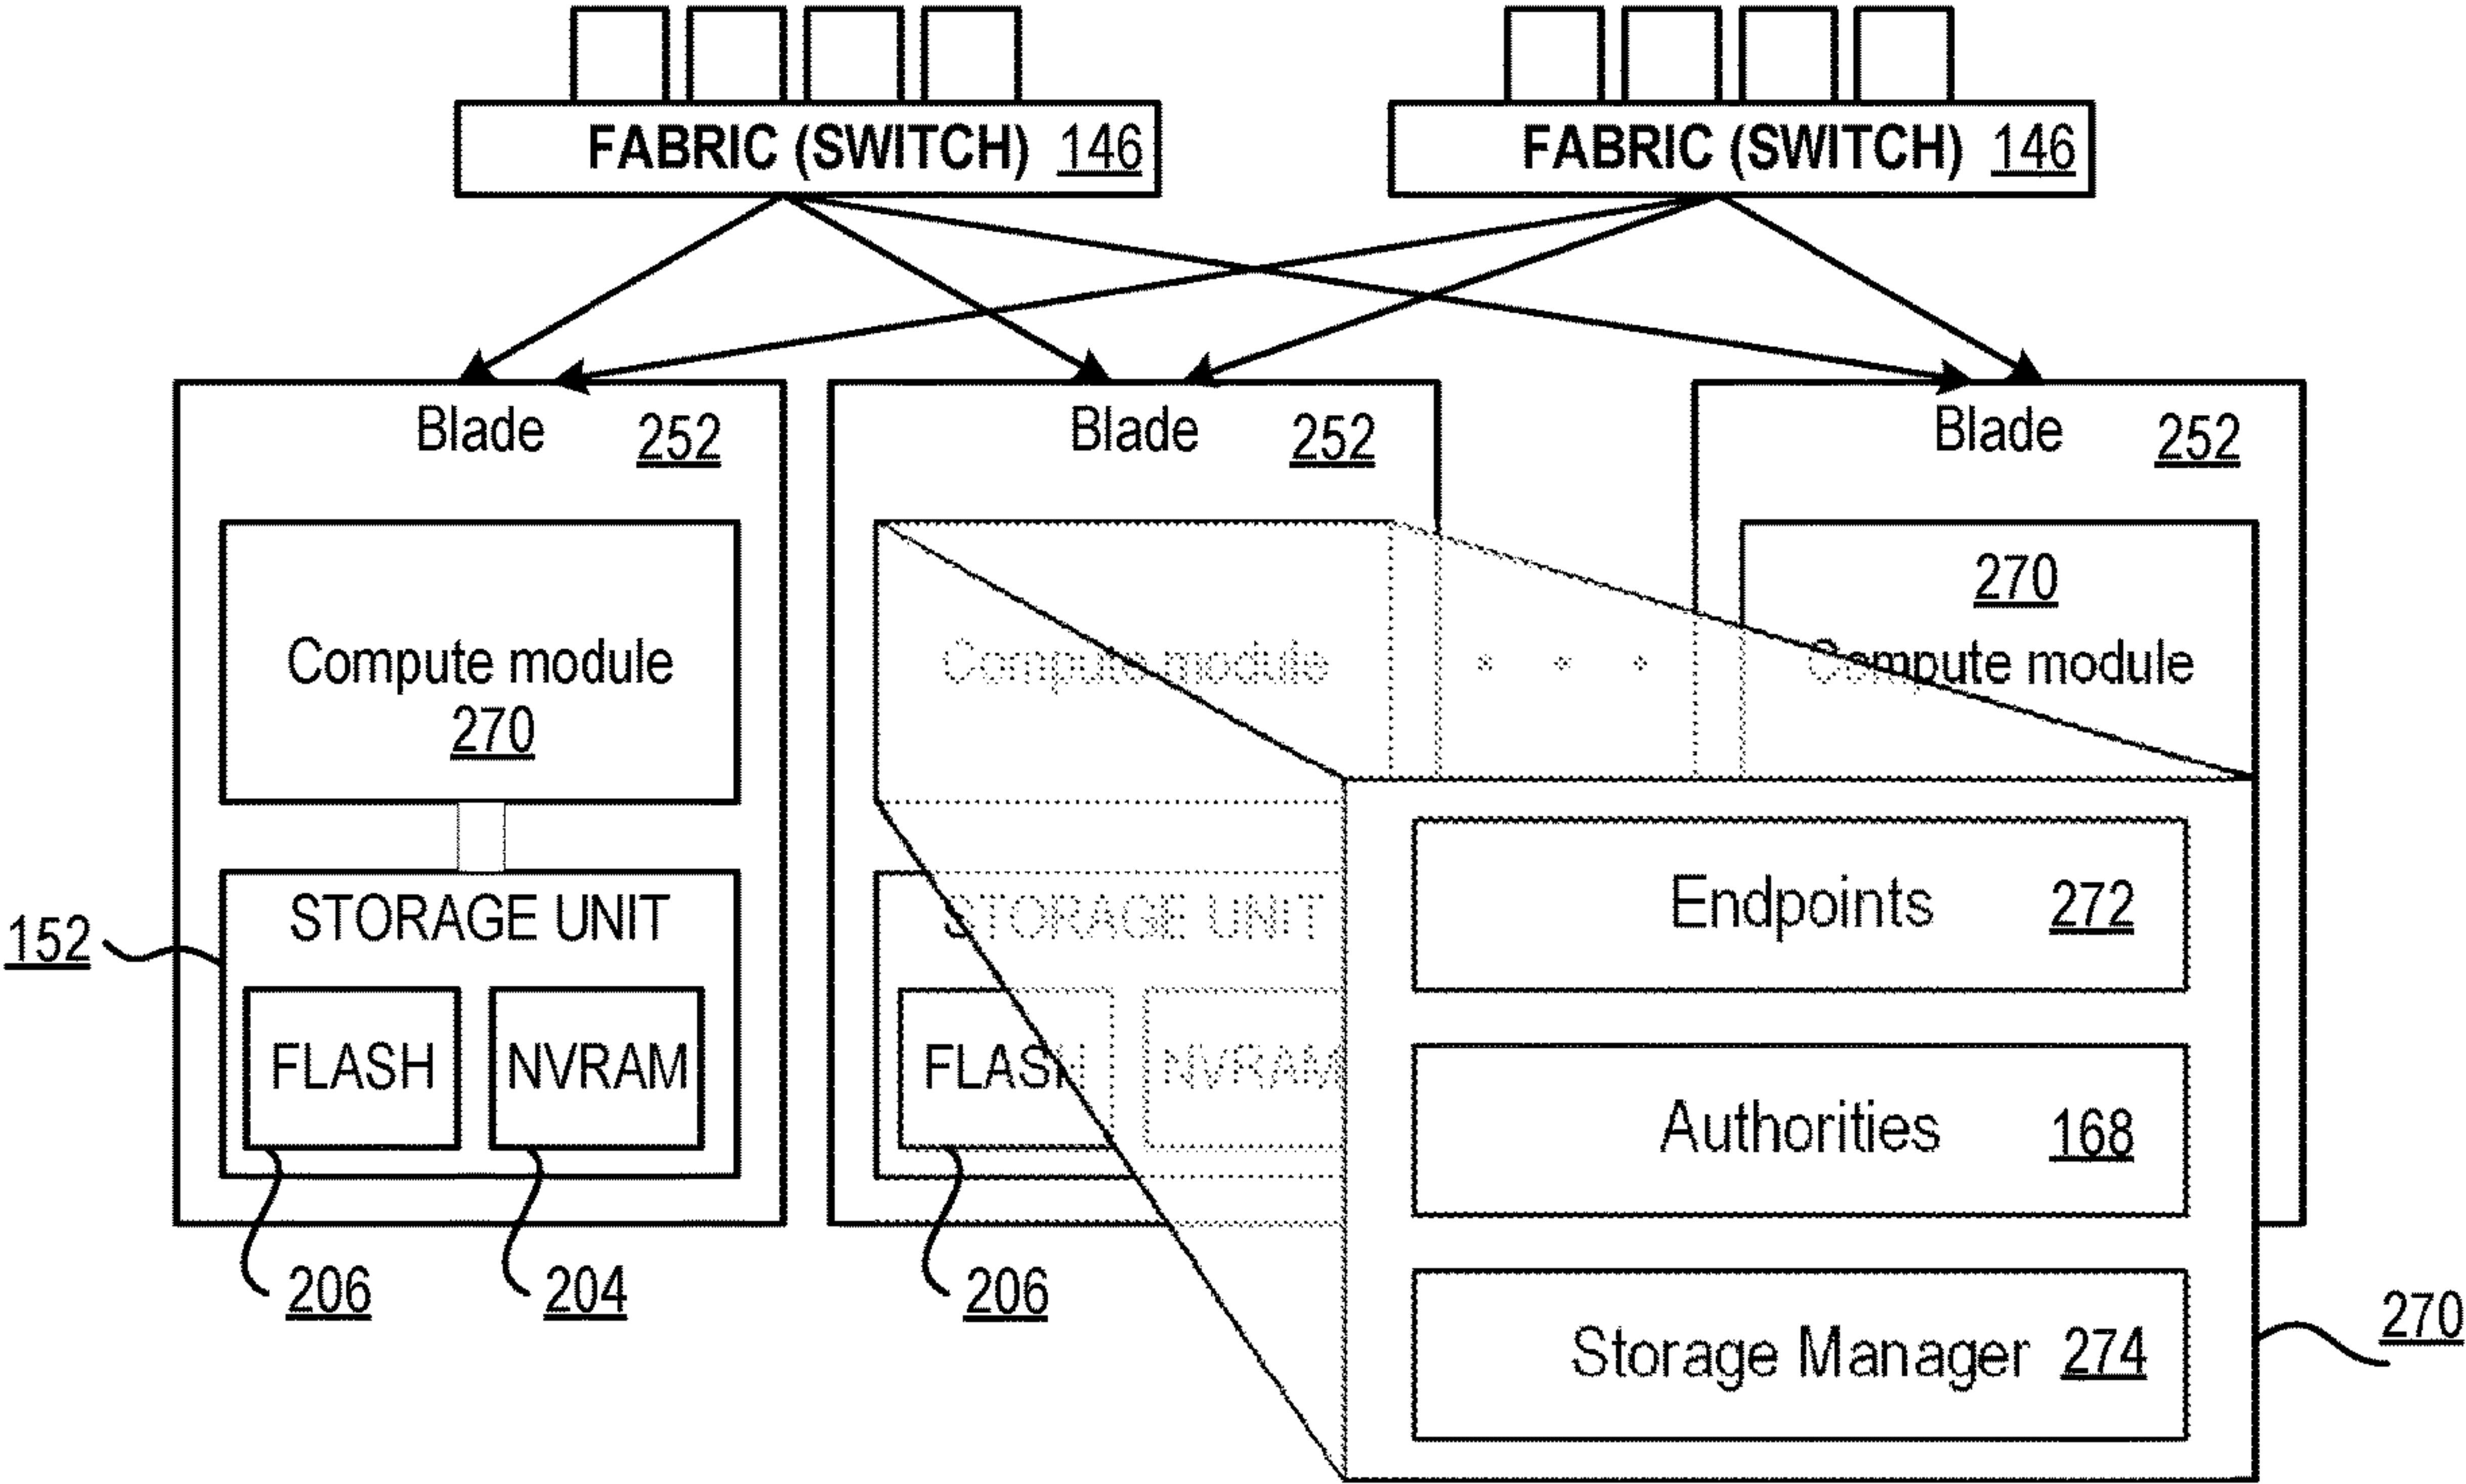 FABRIC (SWITCH) 146
FABRIC (SWITCH) 146
Blade 252
Blade 252
Blade 252
Compute module
270
Compute module
270
Compute module
STORAGE UNIT
152
FLASH
NVRAM
206
204
STORAGE UNIT
FLASH
NVRAM
206
Endpoints 272
Authorities 168
Storage Manager 274
270